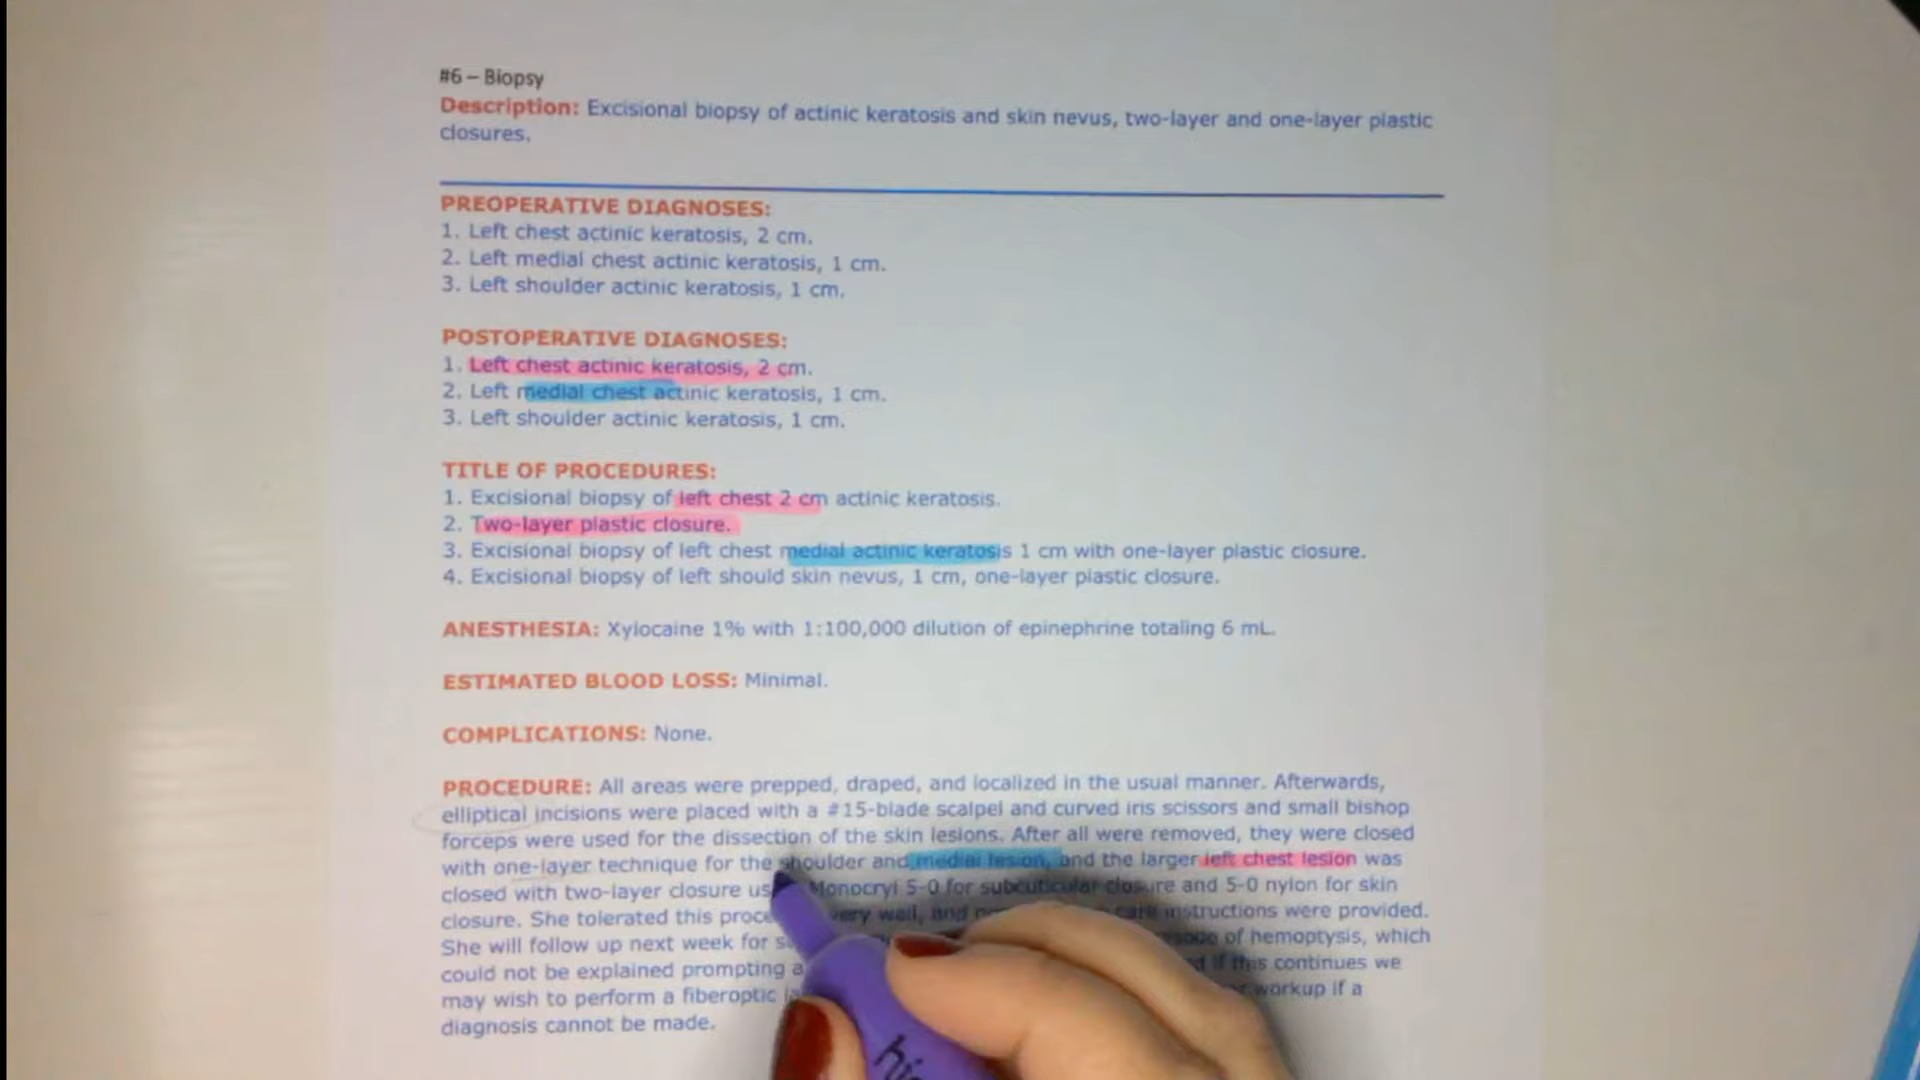 #6 – Biopsy
Description: Excisional biopsy of actinic keratosis and skin nevus, two-layer and one-layer plastic
closures.
PREOPERATIVE DIAGNOSES:
1. Left chest actinic keratosis, 2 cm.
2. Left medial chest actinic keratosis, 1 cm.
3. Left shoulder actinic keratosis, 1 cm.
POSTOPERATIVE DIAGNOSES:
1. Left chest actinic keratosis, 2 cm.
2. Left medial chest actinic keratosis, 1 cm.
3. Left shoulder actinic keratosis, 1 cm.
TITLE OF PROCEDURES:
1. Excisional biopsy of left chest 2 cm actinic keratosis.
2. Two-layer plastic closure.
3. Excisional biopsy of left chest medial actinic keratosis 1 cm with one-layer plastic closure.
4. Excisional biopsy of left should skin nevus, 1 cm, one-layer plastic closure.
ANESTHESIA: Xylocaine 1% with 1:100,000 dilution of epinephrine totaling 6 mL.
ESTIMATED BLOOD LOSS: Minimal.
COMPLICATIONS: None.
PROCEDURE: All areas were prepped, draped, and localized in the usual manner. Afterwards,
elliptical incisions were placed with a #15-blade scalpel and curved iris scissors and small bishop
forceps were used for the dissection of the skin lesions. After all were removed, they were closed
with one-layer technique for the shoulder and medial lesion, and the larger left chest lesion was
closed with two-layer closure Monocryl 5-0 for subcuticular closure and 5-0 nylon for skin
closure. She tolerated this very well, and instructions were provided.
She will follow up next week for of hemoptysis, which
could not be explained prompting if this continues we
may wish to perform a fiberoptic workup if a
diagnosis cannot be made.